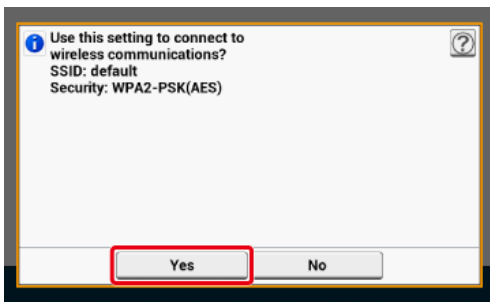 Use this setting to connect to
wireless communications?
SSID: default
Security: WPA2-PSK(AES)
Yes
No